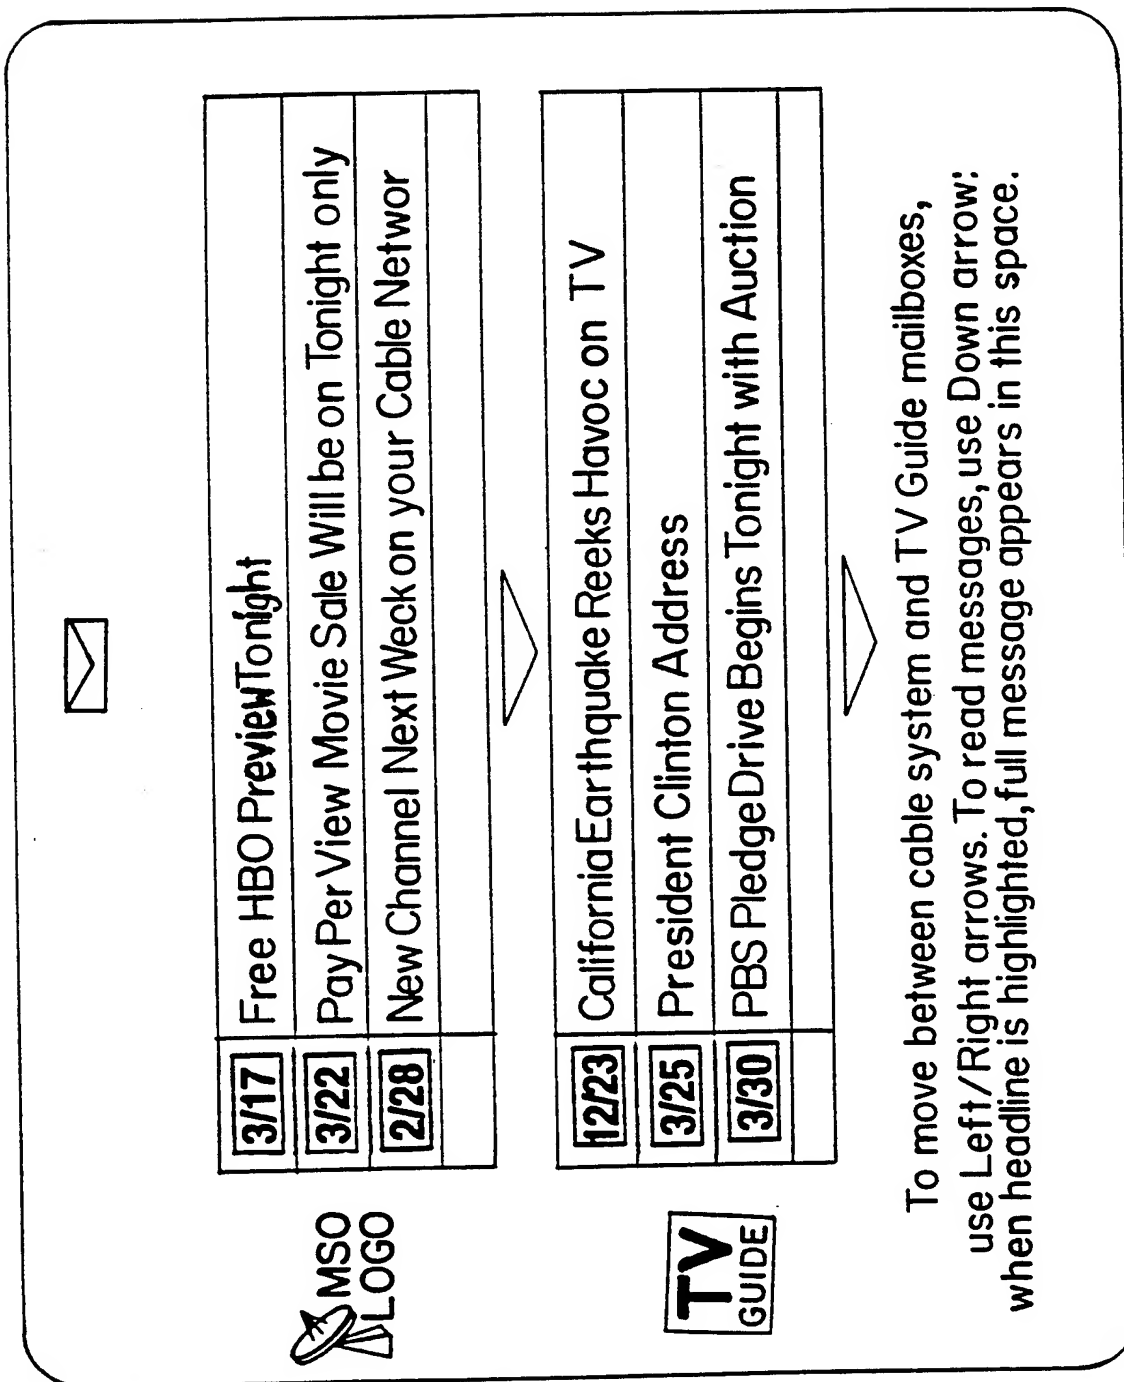 MSO
LOGO
3/17 Free HBO Preview Tonight
3/22 Pay Per View Movie Sale Will be on Tonight only
2/28 New Channel Next Weck on your Cable Networ
TV
GUIDE
12/23 California Earthquake Reeks Havoc on TV
3/25 President Clinton Address
3/30 PBS Pledge Drive Begins Tonight with Auction
To move between cable system and TV Guide mailboxes,
use Left/Right arrows. To read messages, use Down arrow:
when headline is highlighted, full message appears in this space.